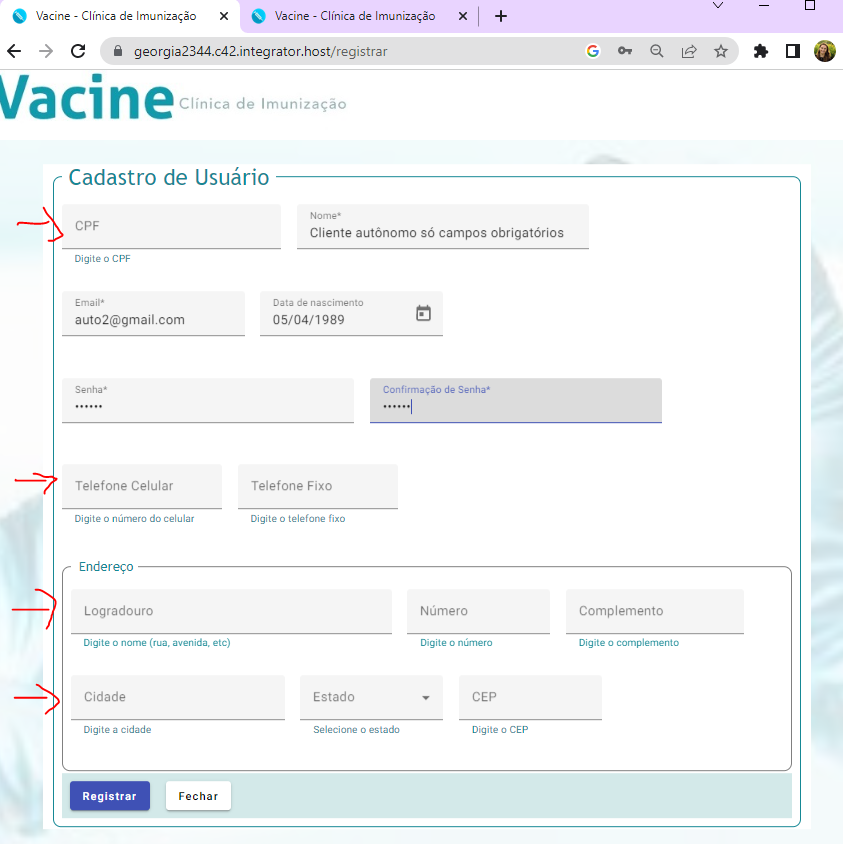 Vacine - Clínica de Imunização
Vacine - Clínica de Imunização
georgia2344.c42.integrator.host/registrar
Vacine Clínica de Imunização
Cadastro de Usuário
CPF
Digite o CPF
Nome*
Cliente autônomo só campos obrigatórios
Email*
auto2@gmail.com
Data de nascimento
05/04/1989
Senha*
••••••
Confirmação de Senha*
••••••
Telefone Celular
Digite o número do celular
Telefone Fixo
Digite o telefone fixo
Endereço
Logradouro
Digite o nome (rua, avenida, etc)
Número
Digite o número
Complemento
Digite o complemento
Cidade
Digite a cidade
Estado
Selecione o estado
CEP
Digite o CEP
Registrar
Fechar